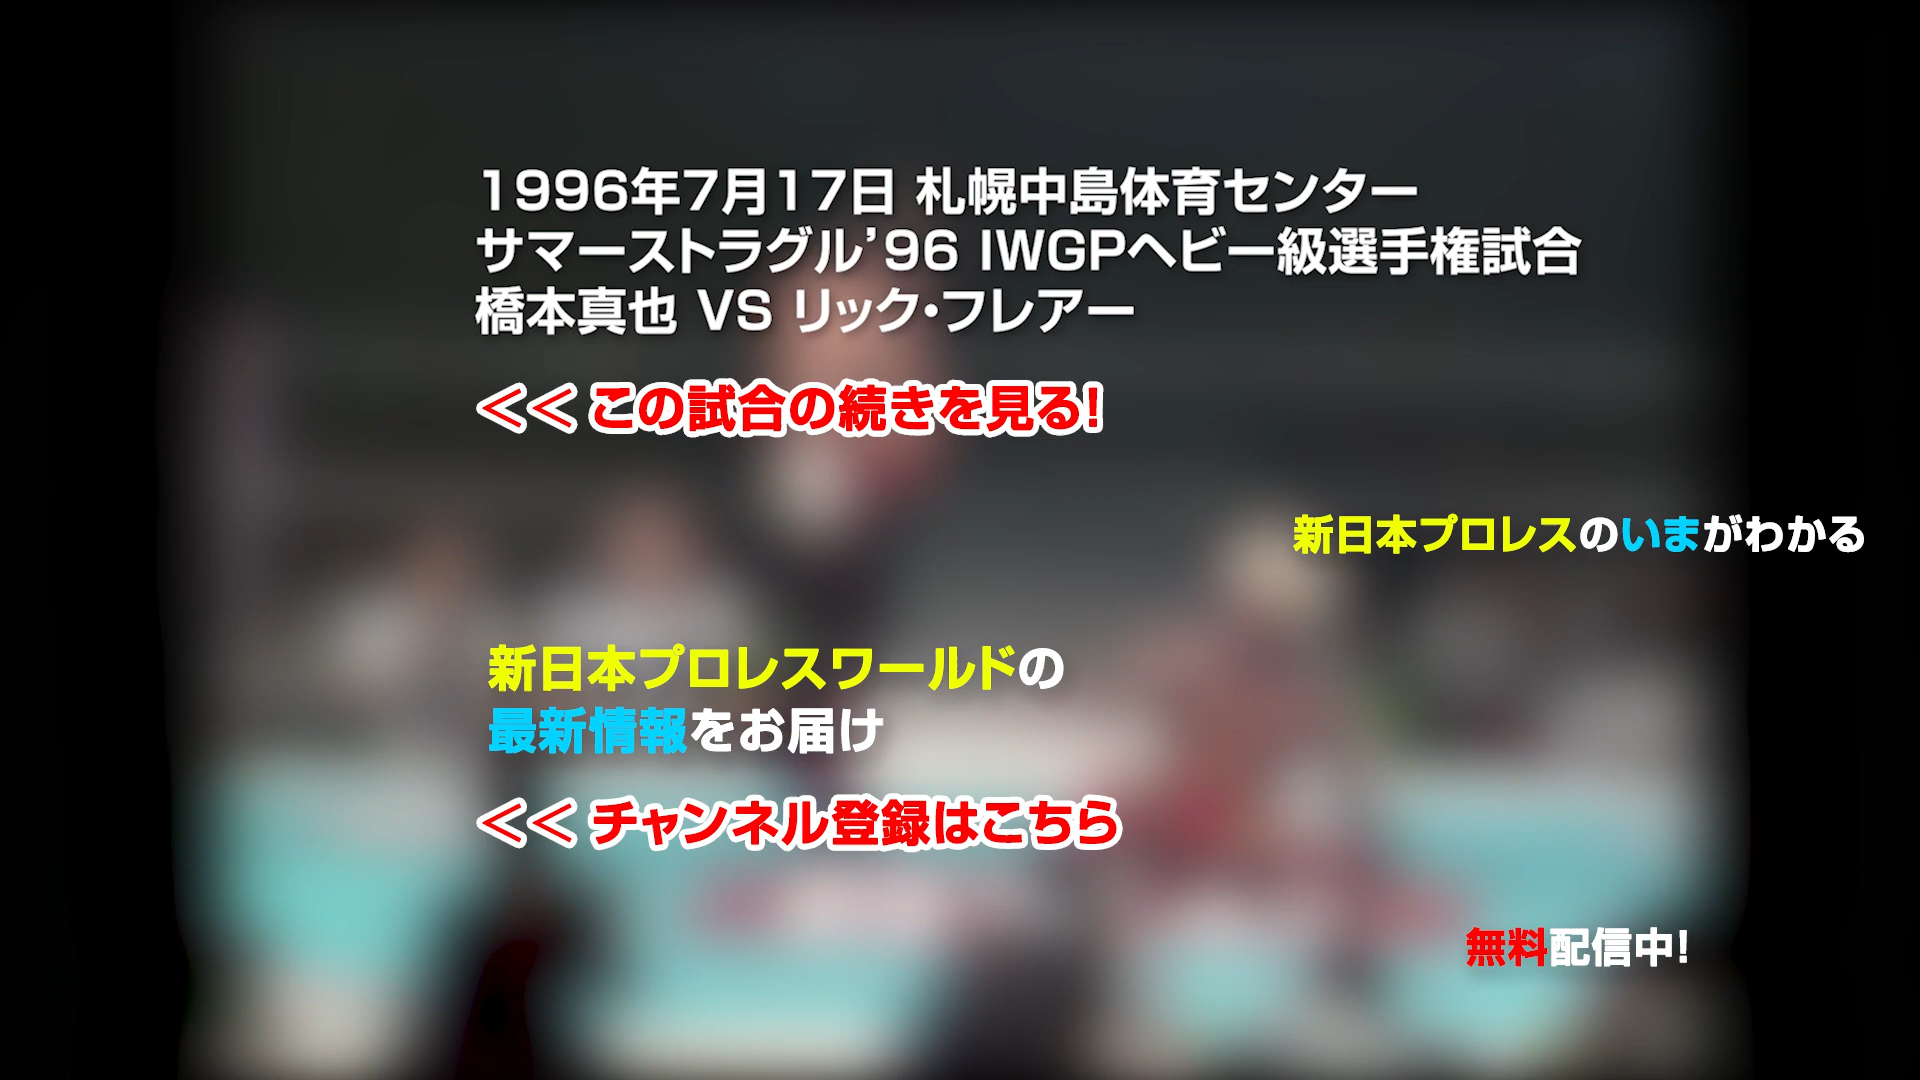 1996年7月17日 札幌中島体育センター
サマーストラグル’96 IWGPヘビー級選手権試合
橋本真也 VS リック・フレアー
<< この試合の続きを見る!
新日本プロレスのいまがわかる
新日本プロレスワールドの
最新情報をお届け
<< チャンネル登録はこちら
無料配信中!